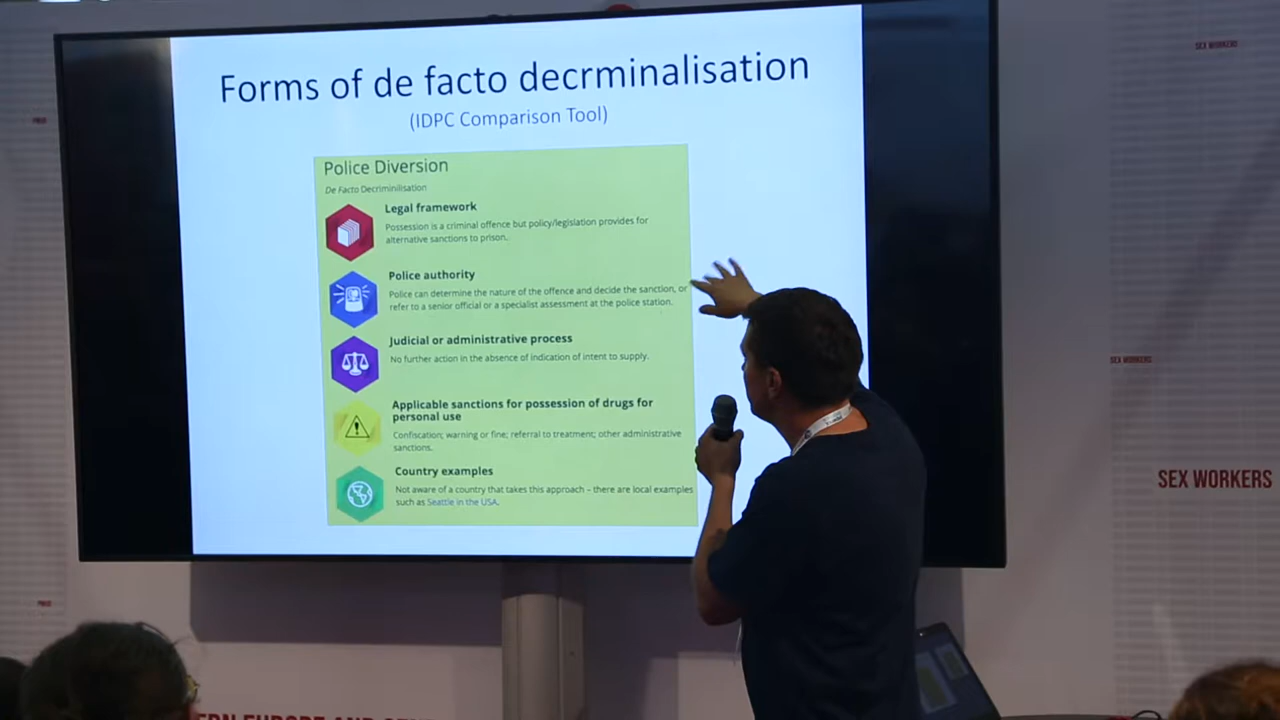 Forms of de facto decrminalisation
(IDPC Comparison Tool)
Police Diversion
De Facto Decriminilisation
Legal framework
Possession is a criminal offence but policy/legislation provides for
alternative sanctions to prison.
Police authority
Police can determine the nature of the offence and decide the sanction, or
refer to a senior official or a specialist assessment at the police station.
Judicial or administrative process
No further action in the absence of indication of intent to supply.
Applicable sanctions for possession of drugs for
personal use
Confiscation; warning or fine; referral to treatment; other administrative
sanctions.
Country examples
Not aware of a country that takes this approach – there are local examples
such as Seattle in the USA.
SEX WORKERS
SEX WORKERS
SEX WORKERS
EUROPE AND